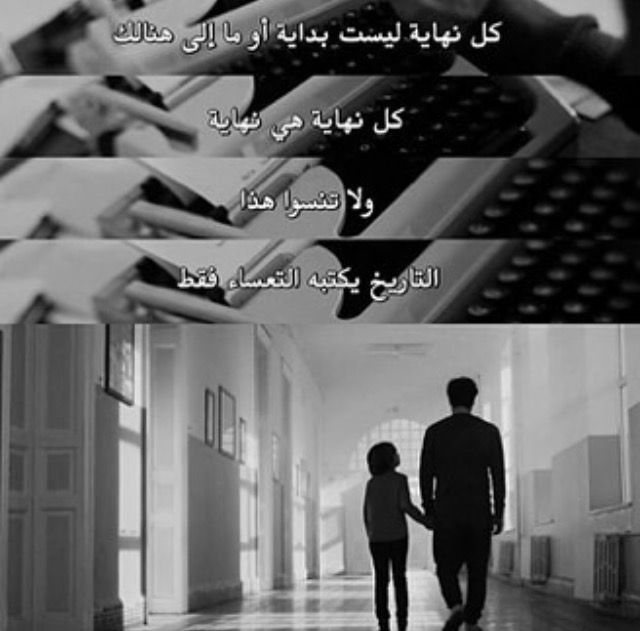 كل نهاية ليست بداية أو ما إلى هنالك
كل نهاية هي نهاية
ولا تنسوا هذا
التاريخ يكتبه التعساء فقط